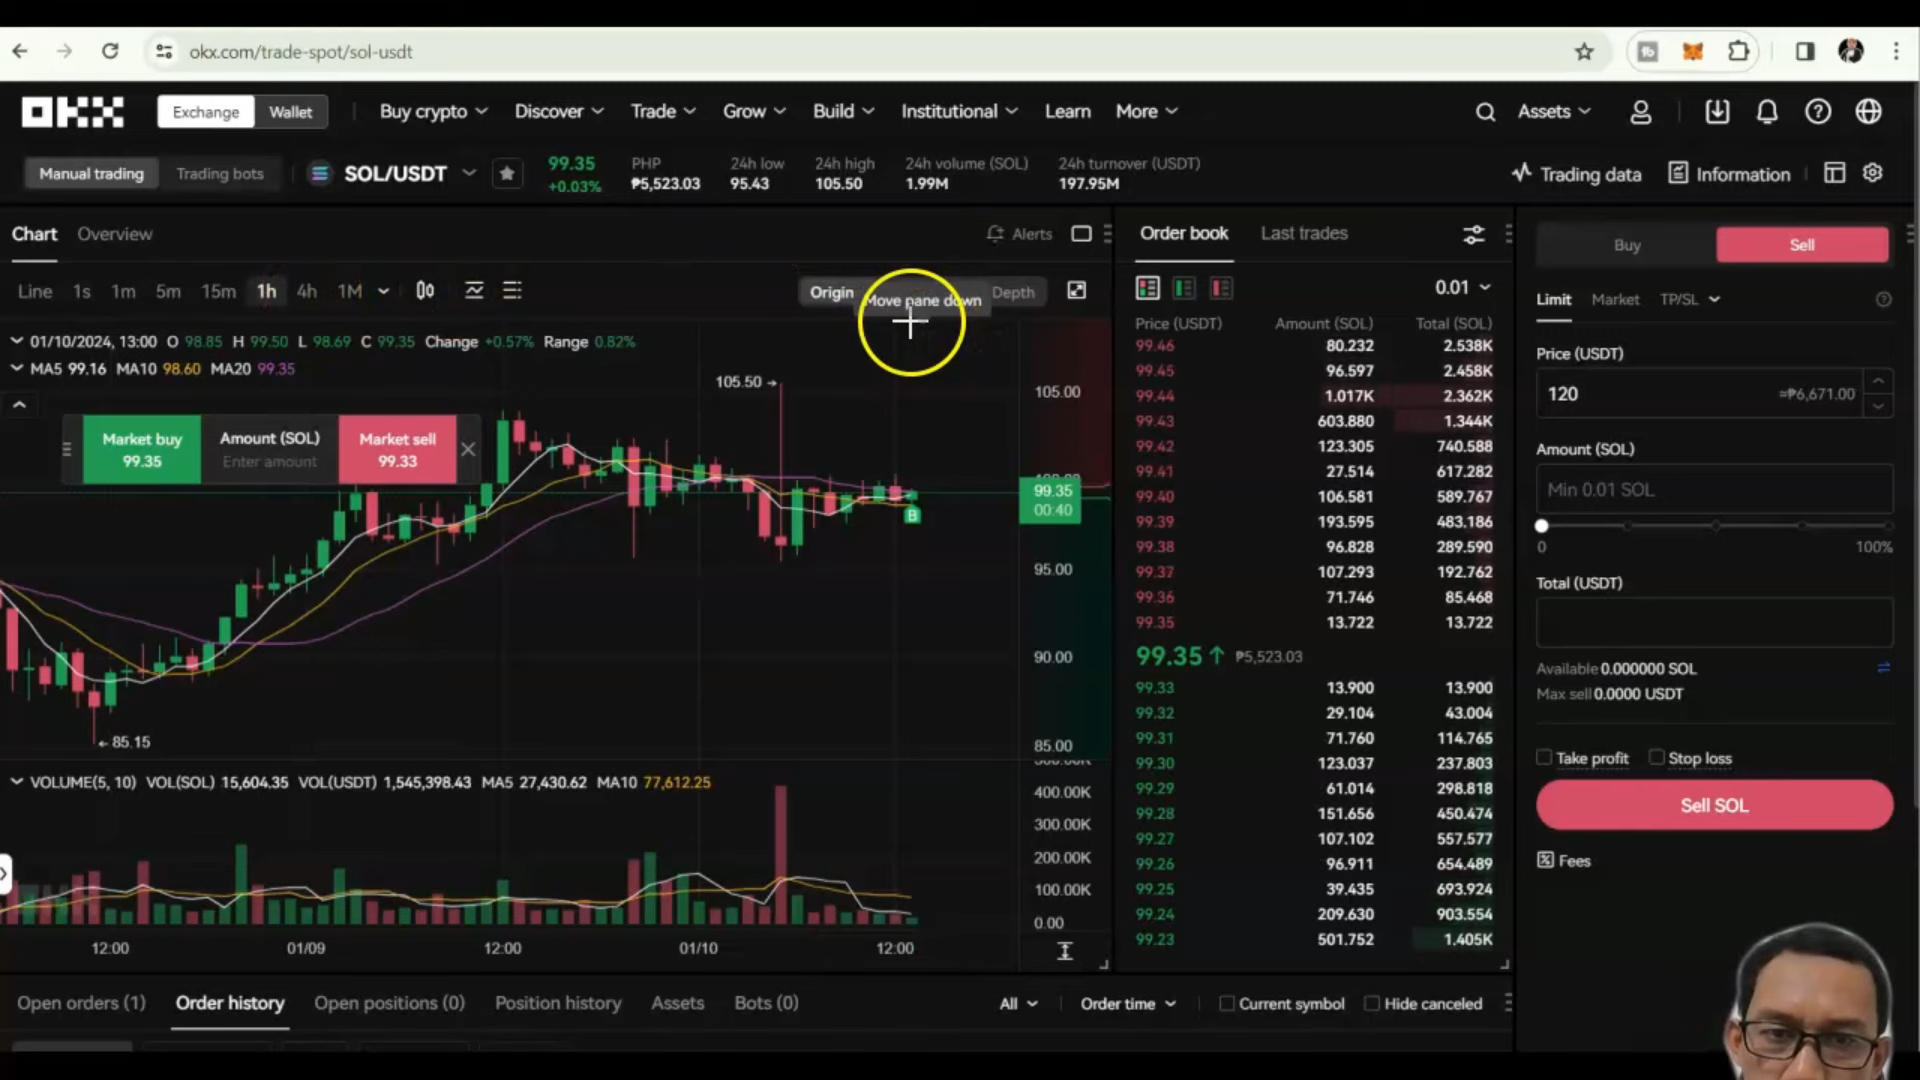 okx.com/trade-spot/sol-usdt
OKX Exchange Wallet Buy crypto Discover Trade Grow Build Institutional Learn More Assets
Manual trading Trading bots SOL/USDT 99.35 +0.03% PHP ₱5,523.03 24h low 95.43 24h high 105.50 24h volume (SOL) 1.99M 24h turnover (USDT) 197.95M Trading data Information
Chart Overview Alerts
Line 1s 1m 5m 15m 1h 4h 1M Origin Move pane down Depth
01/10/2024, 13:00 O 98.85 H 99.50 L 98.69 C 99.35 Change +0.57% Range 0.82%
MA5 99.16 MA10 98.60 MA20 99.35
105.50
105.00
Market buy Amount (SOL) Market sell
99.35 Enter amount 99.33
99.35
00:40
B
95.00
90.00
85.15
85.00
VOLUME(5, 10) VOL(SOL) 15,604.35 VOL(USDT) 1,545,398.43 MA5 27,430.62 MA10 77,612.25
400.00K
300.00K
200.00K
100.00K
0.00
12:00 01/09 12:00 01/10 12:00
Order book Last trades
0.01
Price (USDT) Amount (SOL) Total (SOL)
99.46 80.232 2.538K
99.45 96.597 2.458K
99.44 1.017K 2.362K
99.43 603.880 1.344K
99.42 123.305 740.588
99.41 27.514 617.282
99.40 106.581 589.767
99.39 193.595 483.186
99.38 96.828 289.590
99.37 107.293 192.762
99.36 71.746 85.468
99.35 13.722 13.722
99.35↑ ₱5,523.03
99.33 13.900 13.900
99.32 29.104 43.004
99.31 71.760 114.765
99.30 123.037 237.803
99.29 61.014 298.818
99.28 151.656 450.474
99.27 107.102 557.577
99.26 96.911 654.489
99.25 39.435 693.924
99.24 209.630 903.554
99.23 501.752 1.405K
Buy Sell
Limit Market TP/SL
Price (USDT)
120 ≈₱6,671.00
Amount (SOL)
Min 0.01 SOL
0 100%
Total (USDT)
Available 0.000000 SOL
Max sell 0.0000 USDT
Take profit Stop loss
Sell SOL
Fees
Open orders (1) Order history Open positions (0) Position history Assets Bots (0) All Order time Current symbol Hide canceled